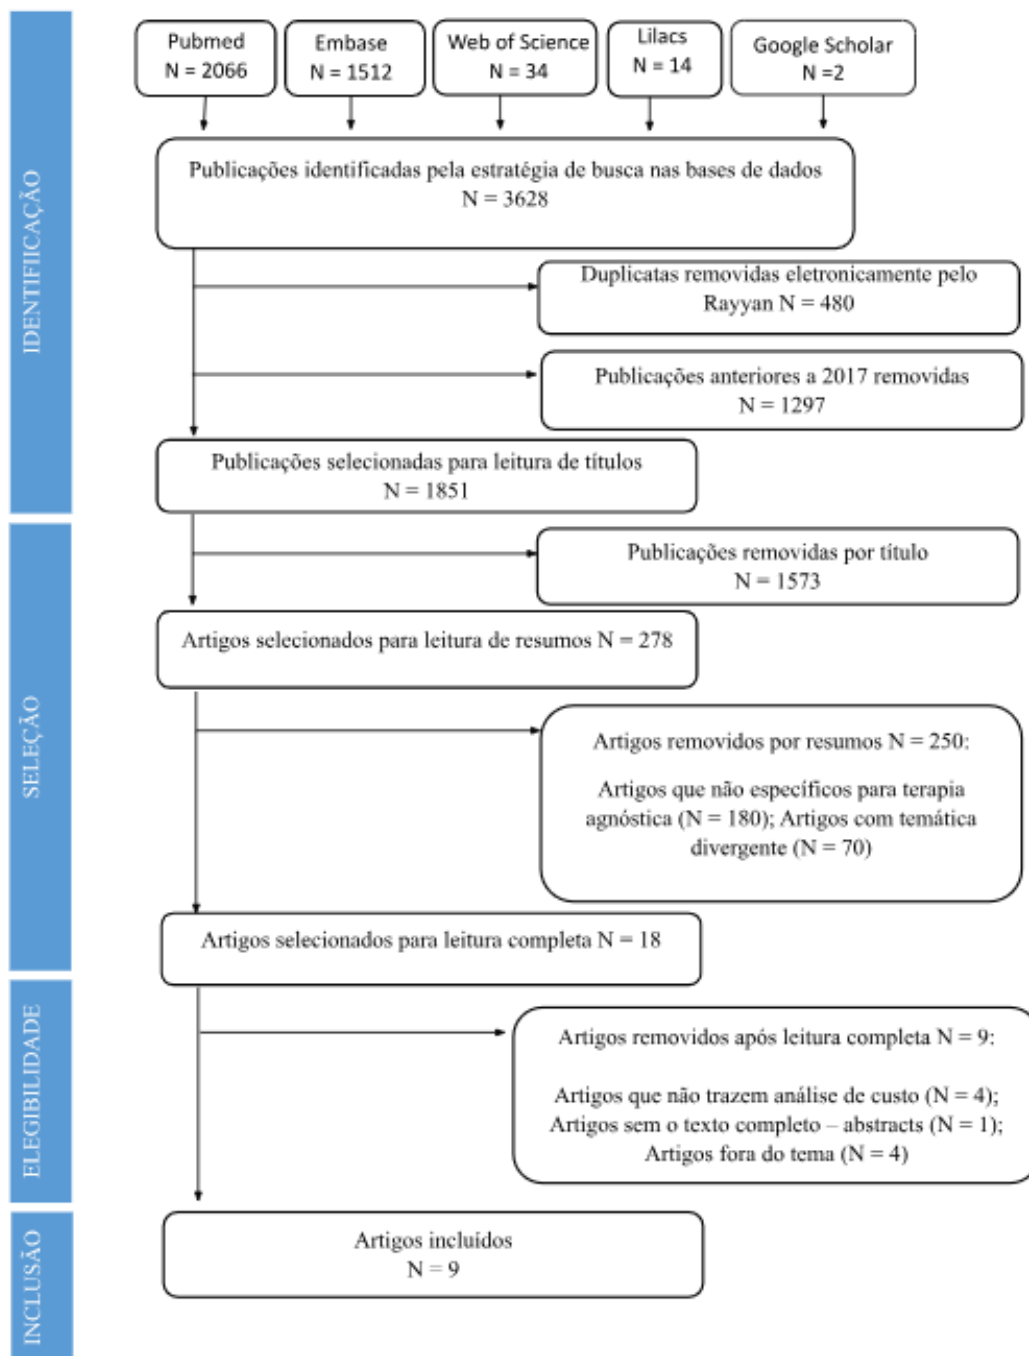 Pubmed
N = 2066
Embase
N = 1512
Web of Science
N = 34
Lilacs
N = 14
Google Scholar
N =2
IDENTIFIICAÇÃO
Publicações identificadas pela estratégia de busca nas bases de dados
N = 3628
Duplicatas removidas eletronicamente pelo
Rayyan N = 480
Publicações anteriores a 2017 removidas
N = 1297
Publicações selecionadas para leitura de títulos
N = 1851
SELEÇÃO
Publicações removidas por título
N = 1573
Artigos selecionados para leitura de resumos N = 278
Artigos removidos por resumos N = 250:
Artigos que não específicos para terapia
agnóstica (N = 180); Artigos com temática
divergente (N = 70)
Artigos selecionados para leitura completa N = 18
ELEGIBILIDADE
Artigos removidos após leitura completa N = 9:
Artigos que não trazem análise de custo (N = 4);
Artigos sem o texto completo – abstracts (N = 1);
Artigos fora do tema (N = 4)
INCLUSÃO
Artigos incluídos
N = 9